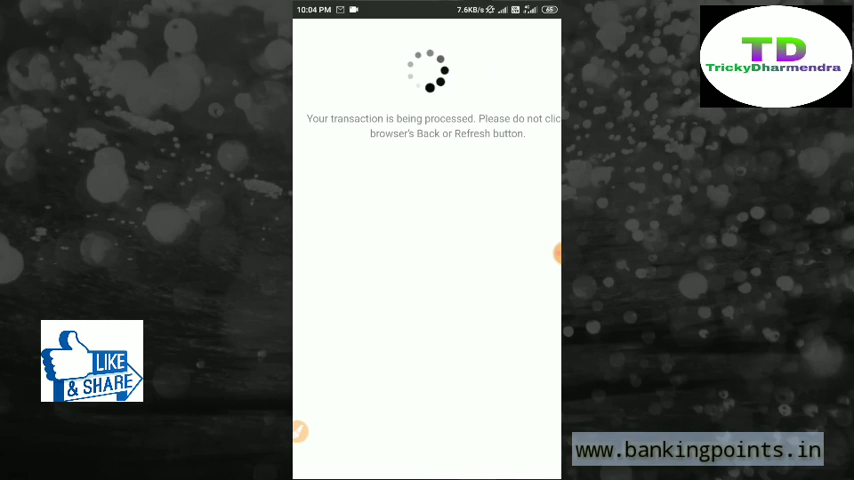 10:04 PM
7.6KB/s
65
Your transaction is being processed. Please do not clic
browser's Back or Refresh button.
TD
TrickyDharmendra
LIKE
& SHARE
www.bankingpoints.in